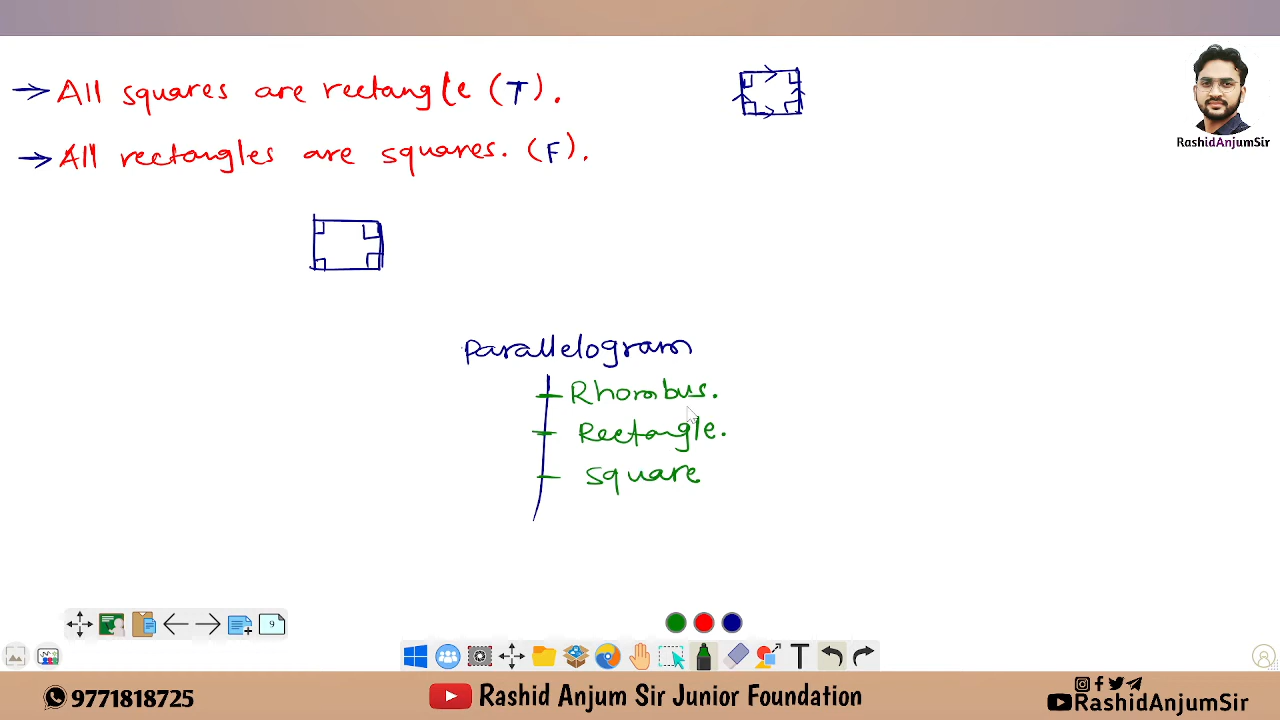 → All squares are rectangle (T).
→ All rectangles are squares. (F).
RashidAnjumSir
Parallelogram
Rhombus.
Rectangle.
square
9
T
9771818725
Rashid Anjum Sir Junior Foundation
RashidAnjumSir